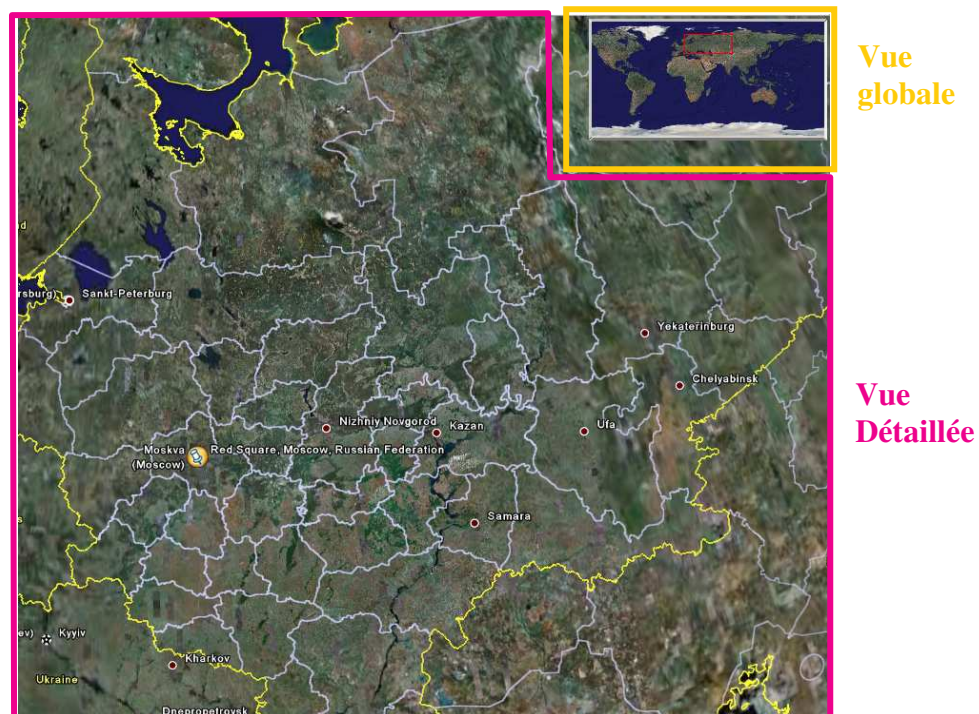 Vue
globale
Vue
Détaillée
rsburg)
Sankt-Peterburg
Yekaterinburg
Chelyabinsk
Nizhniy Novgorod
Kazan
Ufa
Moskva
(Moscow)
Red Square, Moscow, Russian Federation
Samara
ev)
Kyyiv
Kharkov
Ukraine
Dnepropetrovsk